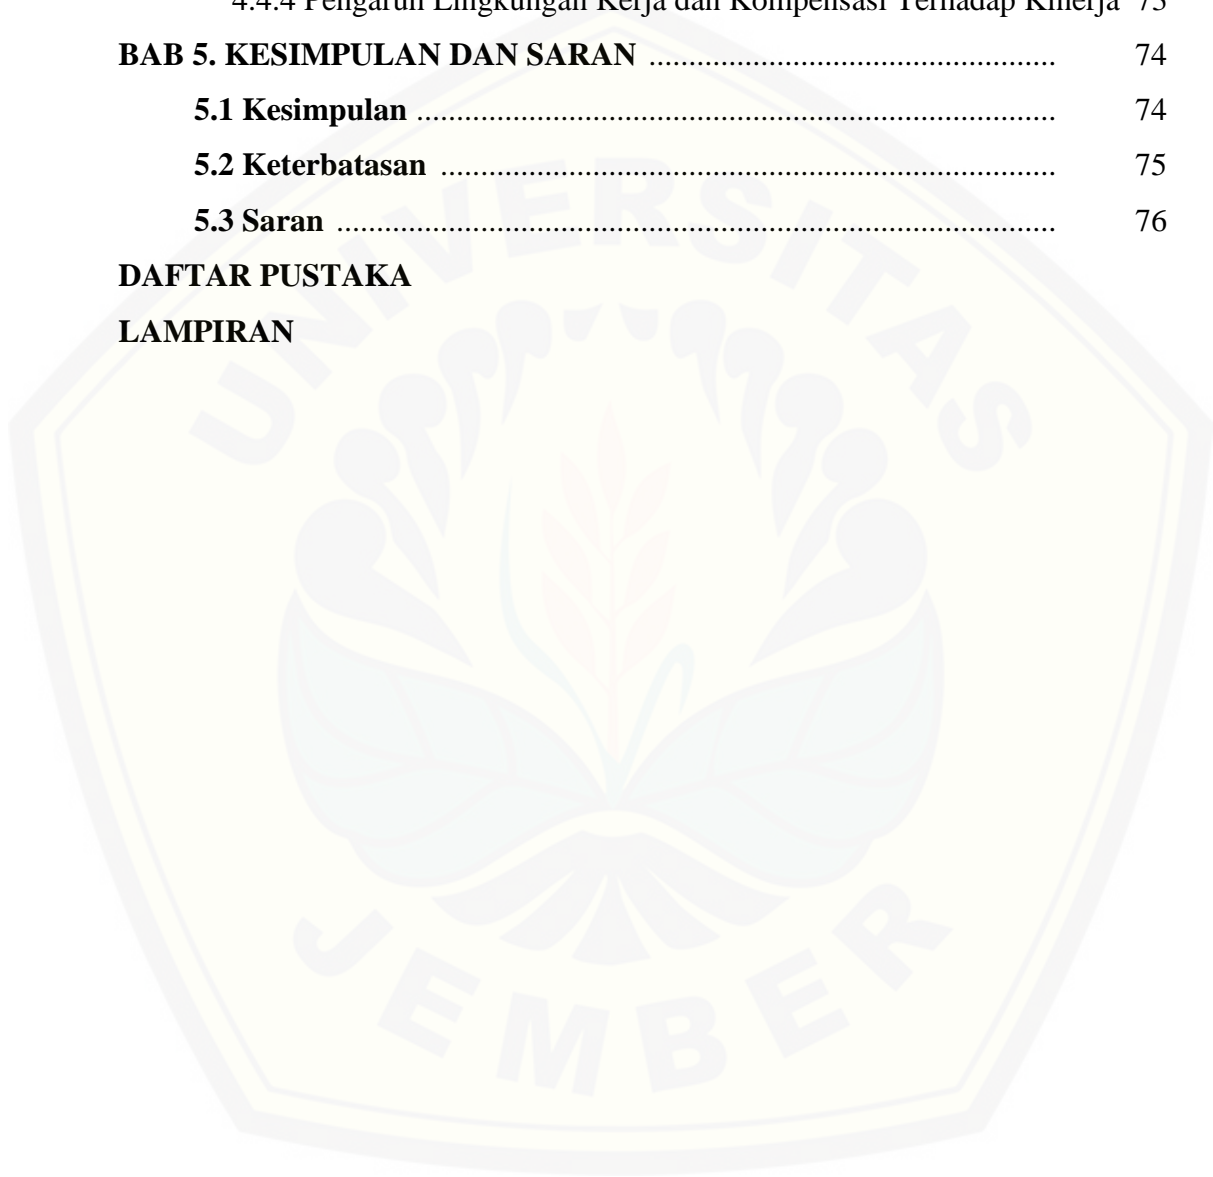 4.4.4 Pengaruh Lingkungan Kerja dan Kompensasi Terhadap Kinerja 73
BAB 5. KESIMPULAN DAN SARAN ................................................... 74
5.1 Kesimpulan ................................................................................ 74
5.2 Keterbatasan ............................................................................. 75
5.3 Saran .......................................................................................... 76
DAFTAR PUSTAKA
LAMPIRAN
UNIVERSITAS
JEMBER